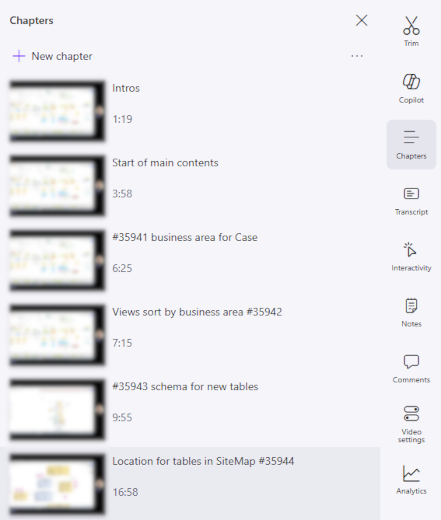 Chapters
New chapter
Intros
1:19
Start of main contents
3:58
#35941 business area for Case
6:25
Views sort by business area #35942
7:15
#35943 schema for new tables
9:55
Location for tables in SiteMap #35944
16:58
Trim
Copilot
Chapters
Transcript
Interactivity
Notes
Comments
Video
settings
Analytics